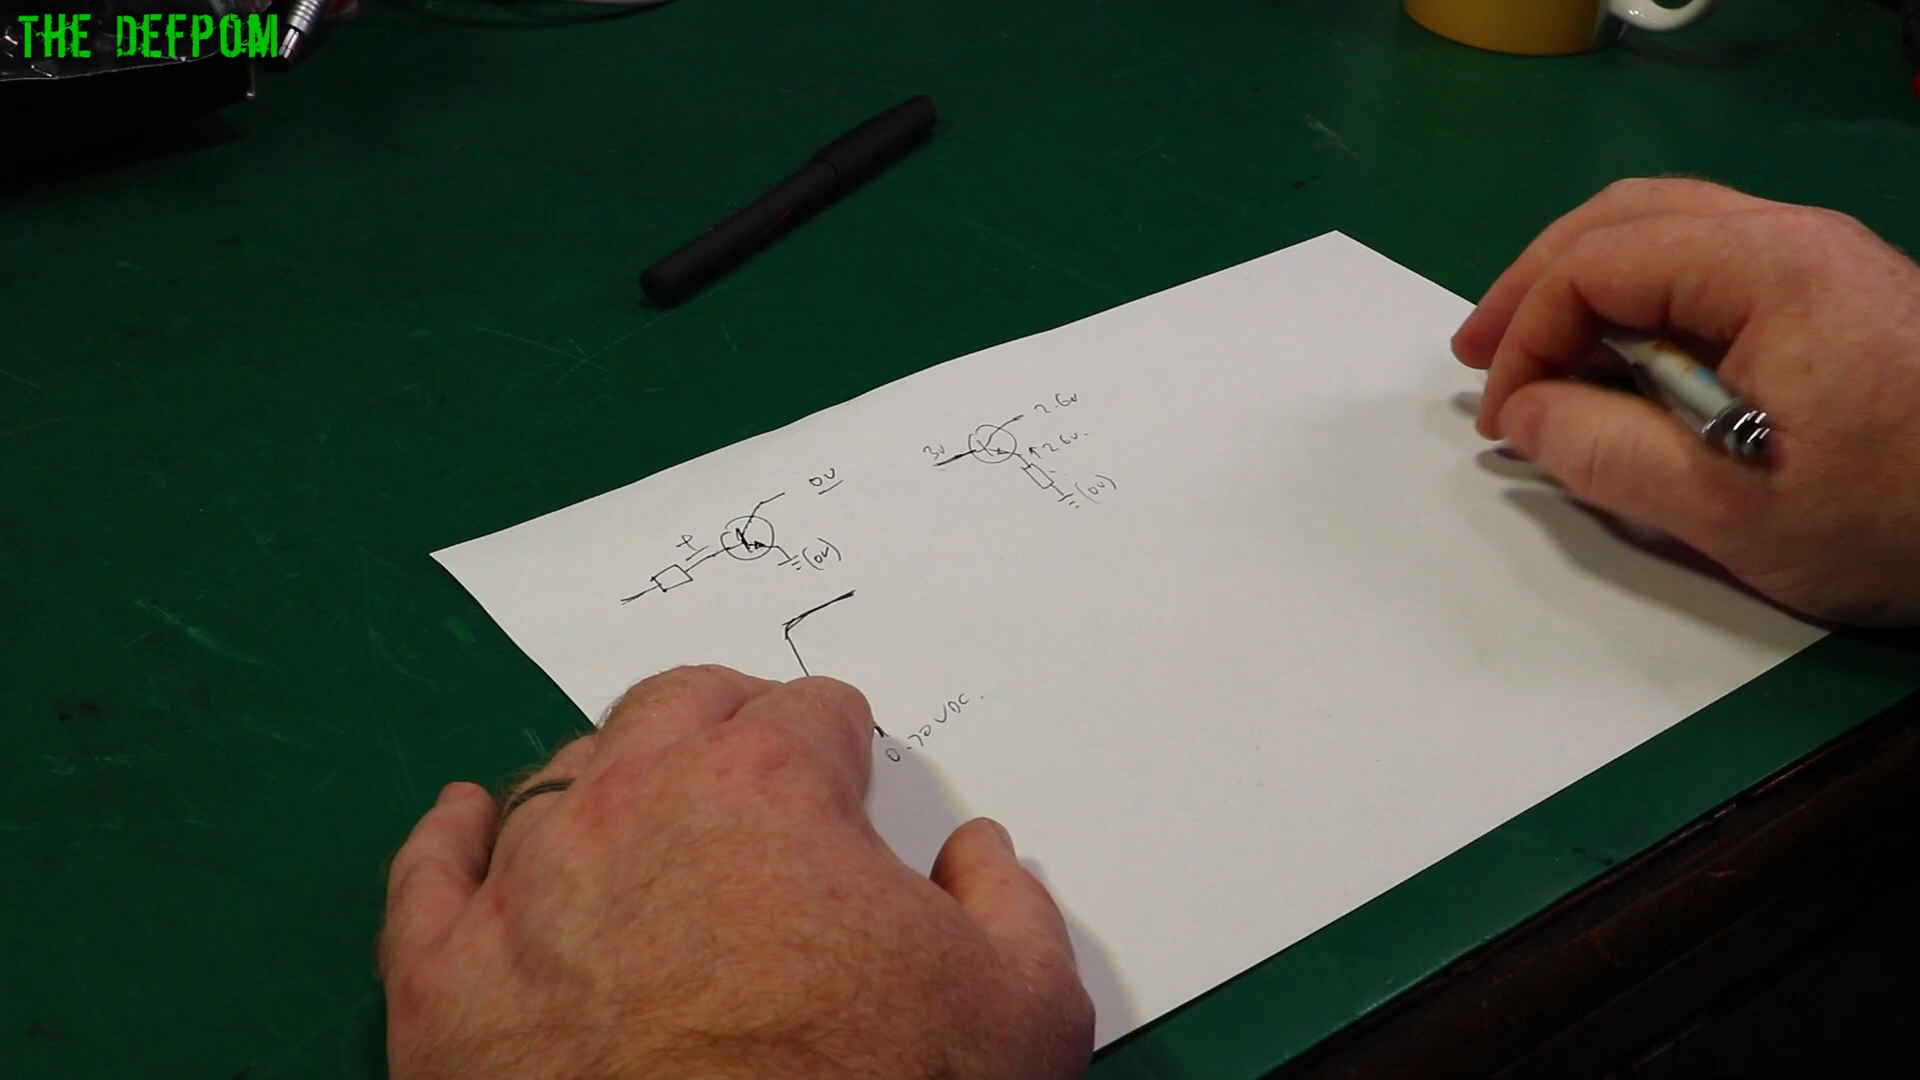 THE DEFPOM
2.6v
3v
2.6v.
(0v)
0v
+
(0v)
0.70VDC.